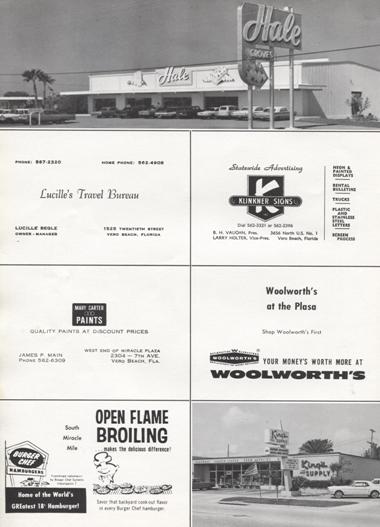 Hale
GROVES
Hale
PHONE: 567-2320
HOME PHONE: 562-4908
Lucille's Travel Bureau
LUCILLE BEGLE
OWNER - MANAGER
1525 TWENTIETH STREET
VERO BEACH, FLORIDA
Statewide Advertising
KLINKNER SIGNS
Dial 562-3321 or 562-2396
B. H. VAUGHN, Pres.
LARRY HOLTER, Vice-Pres.
3656 North U.S. No. 1
Vero Beach, Florida
NEON &
PAINTED
DISPLAYS
RENTAL
BULLETINS
TRUCKS
PLASTIC
AND
STAINLESS
STEEL
LETTERS
SCREEN
PROCESS
MARY CARTER
PAINTS
QUALITY PAINTS AT DISCOUNT PRICES
JAMES P. MAIN
PHONE 562-6309
WEST END OF MIRACLE PLAZA
2304 - 7TH AVE.
VERO BEACH, FLA.
Woolworth's
at the Plasa
Shop Woolworth's First
WOOLWORTH'S
YOUR MONEY'S WORTH MORE AT
WOOLWORTH'S
BURGER CHEF
HAMBURGERS
South
Miracle
Mile
Home of the World's
GREatest 18¢ Hamburger!
OPEN FLAME
BROILING
makes the delicious difference!
Savor that backyard cook-out flavor
in every Burger Chef hamburger.
King's
King's
SUPPLY